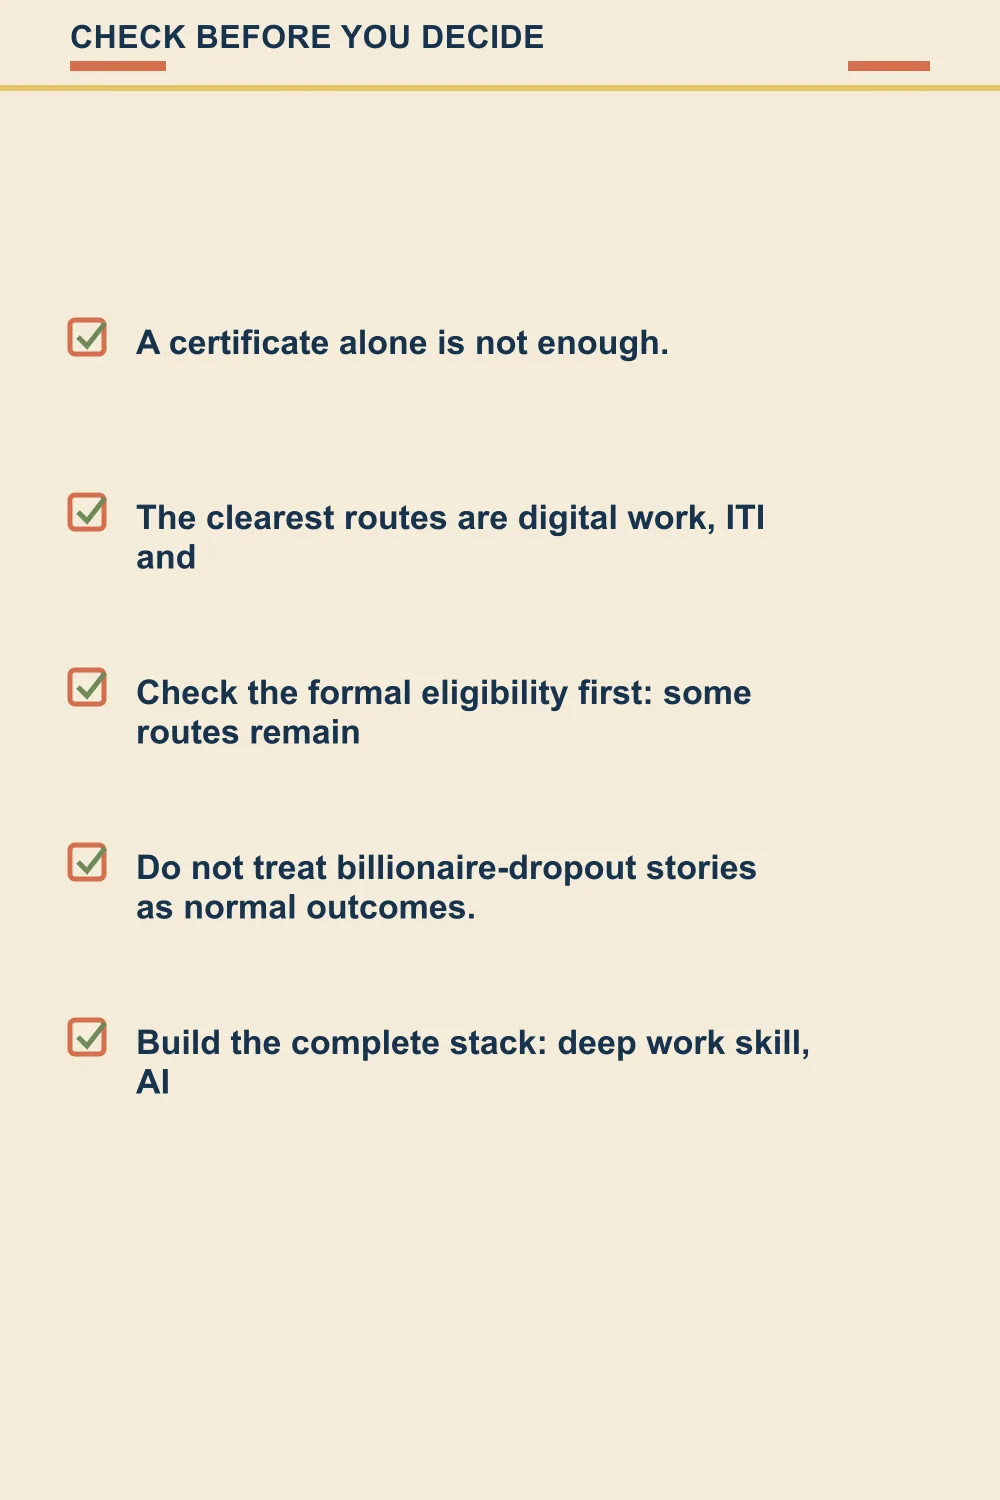 CHECK BEFORE YOU DECIDE
A certificate alone is not enough.
The clearest routes are digital work, ITI
and
Check the formal eligibility first: some
routes remain
Do not treat billionaire-dropout stories
as normal outcomes.
Build the complete stack: deep work skill,
AI